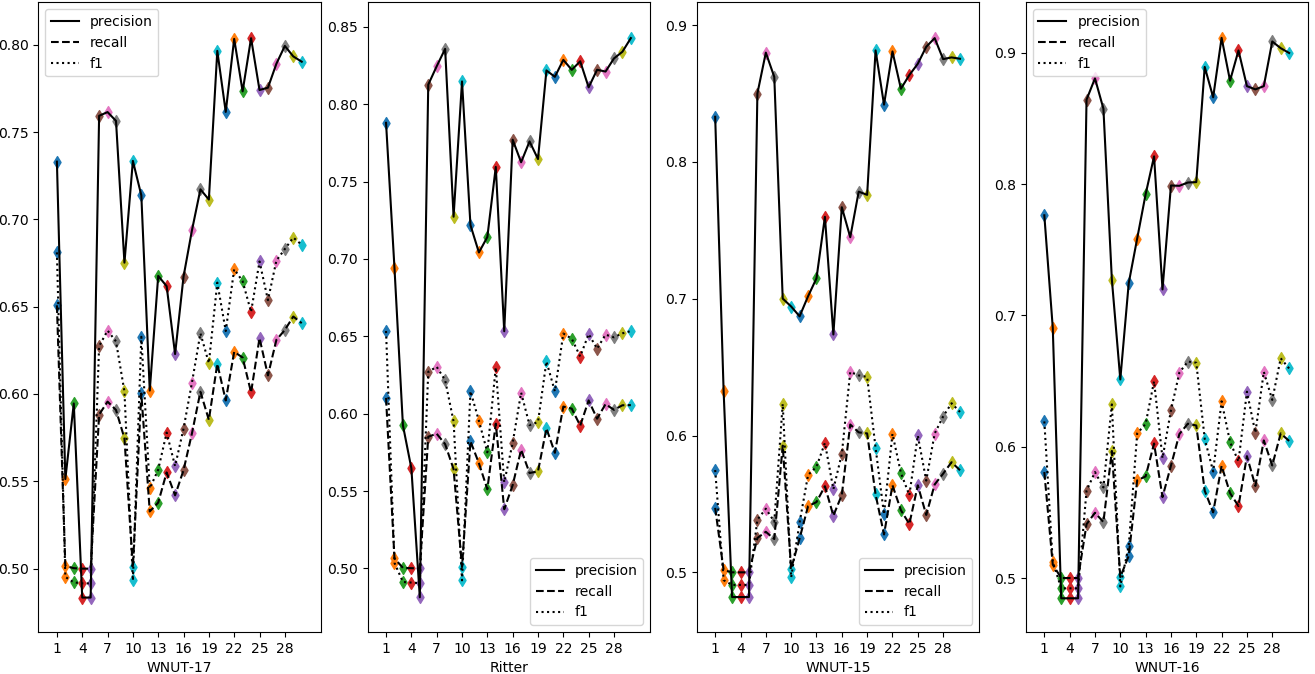 precision
recall
f1
0.80
0.75
0.70
0.65
0.60
0.55
0.50
1 4 7 10 13 16 19 22 25 28
WNUT-17
0.85
0.80
0.75
0.70
0.65
0.60
0.55
0.50
precision
recall
f1
1 4 7 10 13 16 19 22 25 28
Ritter
0.9
0.8
0.7
0.6
0.5
precision
recall
f1
1 4 7 10 13 16 19 22 25 28
WNUT-15
precision
recall
f1
0.9
0.8
0.7
0.6
0.5
1 4 7 10 13 16 19 22 25 28
WNUT-16